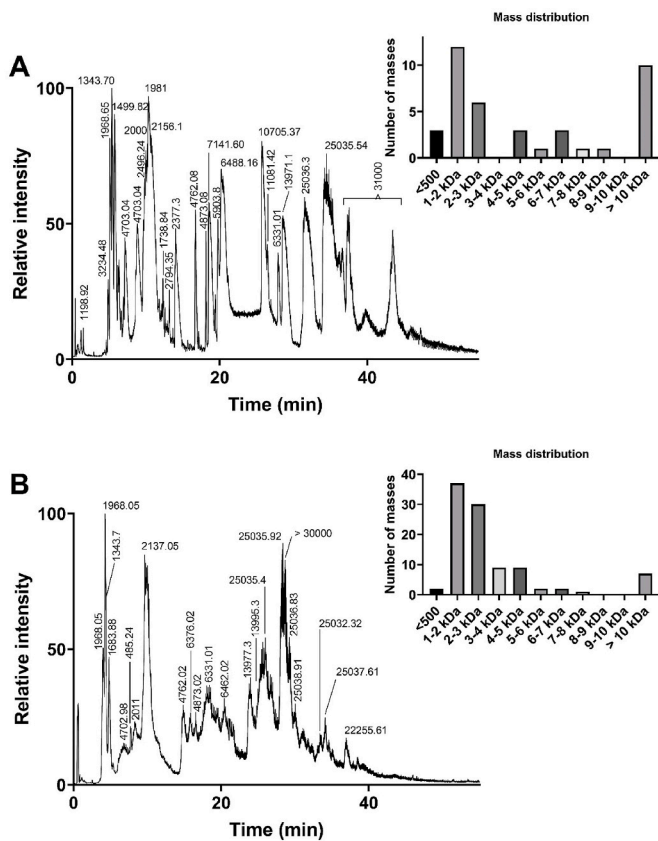 A
Mass distribution
Number of masses
10
5
0
<500
1-2 kDa
2-3 kDa
3-4 kDa
4-5 kDa
5-6 kDa
6-7 kDa
7-8 kDa
8-9 kDa
9-10 kDa
> 10 kDa
Relative intensity
100
50
0
1198.92
3234.48
1968.65
1343.70
1499.82
4703.04
4703.04
2496.24
2000
1981
2156.1
1738.84
2794.35
2377.3
4762.08
4873.08
7141.60
5903.8
6488.16
10705.37
11081.42
6331.01
13971.1
25036.3
25035.54
31000
0
20
40
Time (min)
B
Mass distribution
Number of masses
40
30
20
10
0
<500
1-2 kDa
2-3 kDa
3-4 kDa
4-5 kDa
5-6 kDa
6-7 kDa
7-8 kDa
8-9 kDa
9-10 kDa
> 10 kDa
Relative intensity
100
50
0
1968.05
1968.05
1343.7
1683.88
4702.98
485.24
2011
2137.05
4762.02
6376.02
4873.02
6331.01
6462.02
13977.3
13995.3
25035.4
25035.92
> 30000
25036.83
25038.91
25032.32
25037.61
22255.61
0
20
40
Time (min)